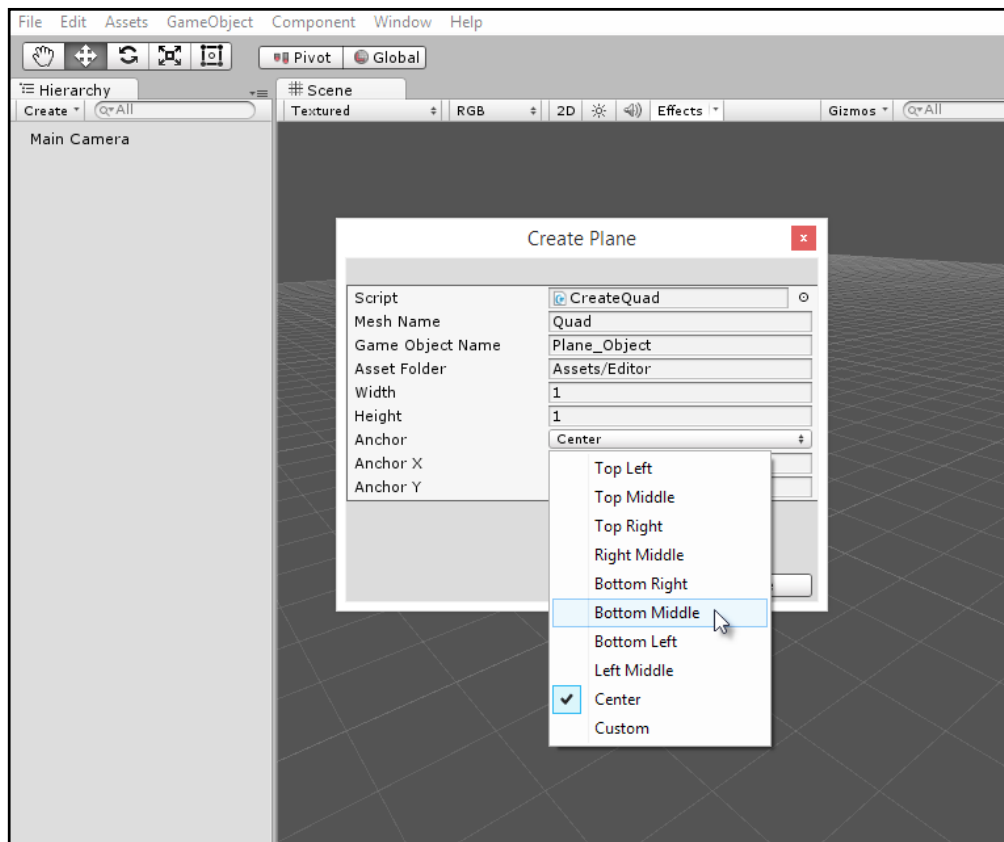 File Edit Assets GameObject Component Window Help
Pivot Global
Hierarchy
Scene
Create All
Textured RGB 2D Effects Gizmos All
Main Camera
Create Plane
x
Script CreateQuad
Mesh Name Quad
Game Object Name Plane_Object
Asset Folder Assets/Editor
Width 1
Height 1
Anchor Center
Anchor X
Anchor Y
Top Left
Top Middle
Top Right
Right Middle
Bottom Right
Bottom Middle
Bottom Left
Left Middle
Center
Custom